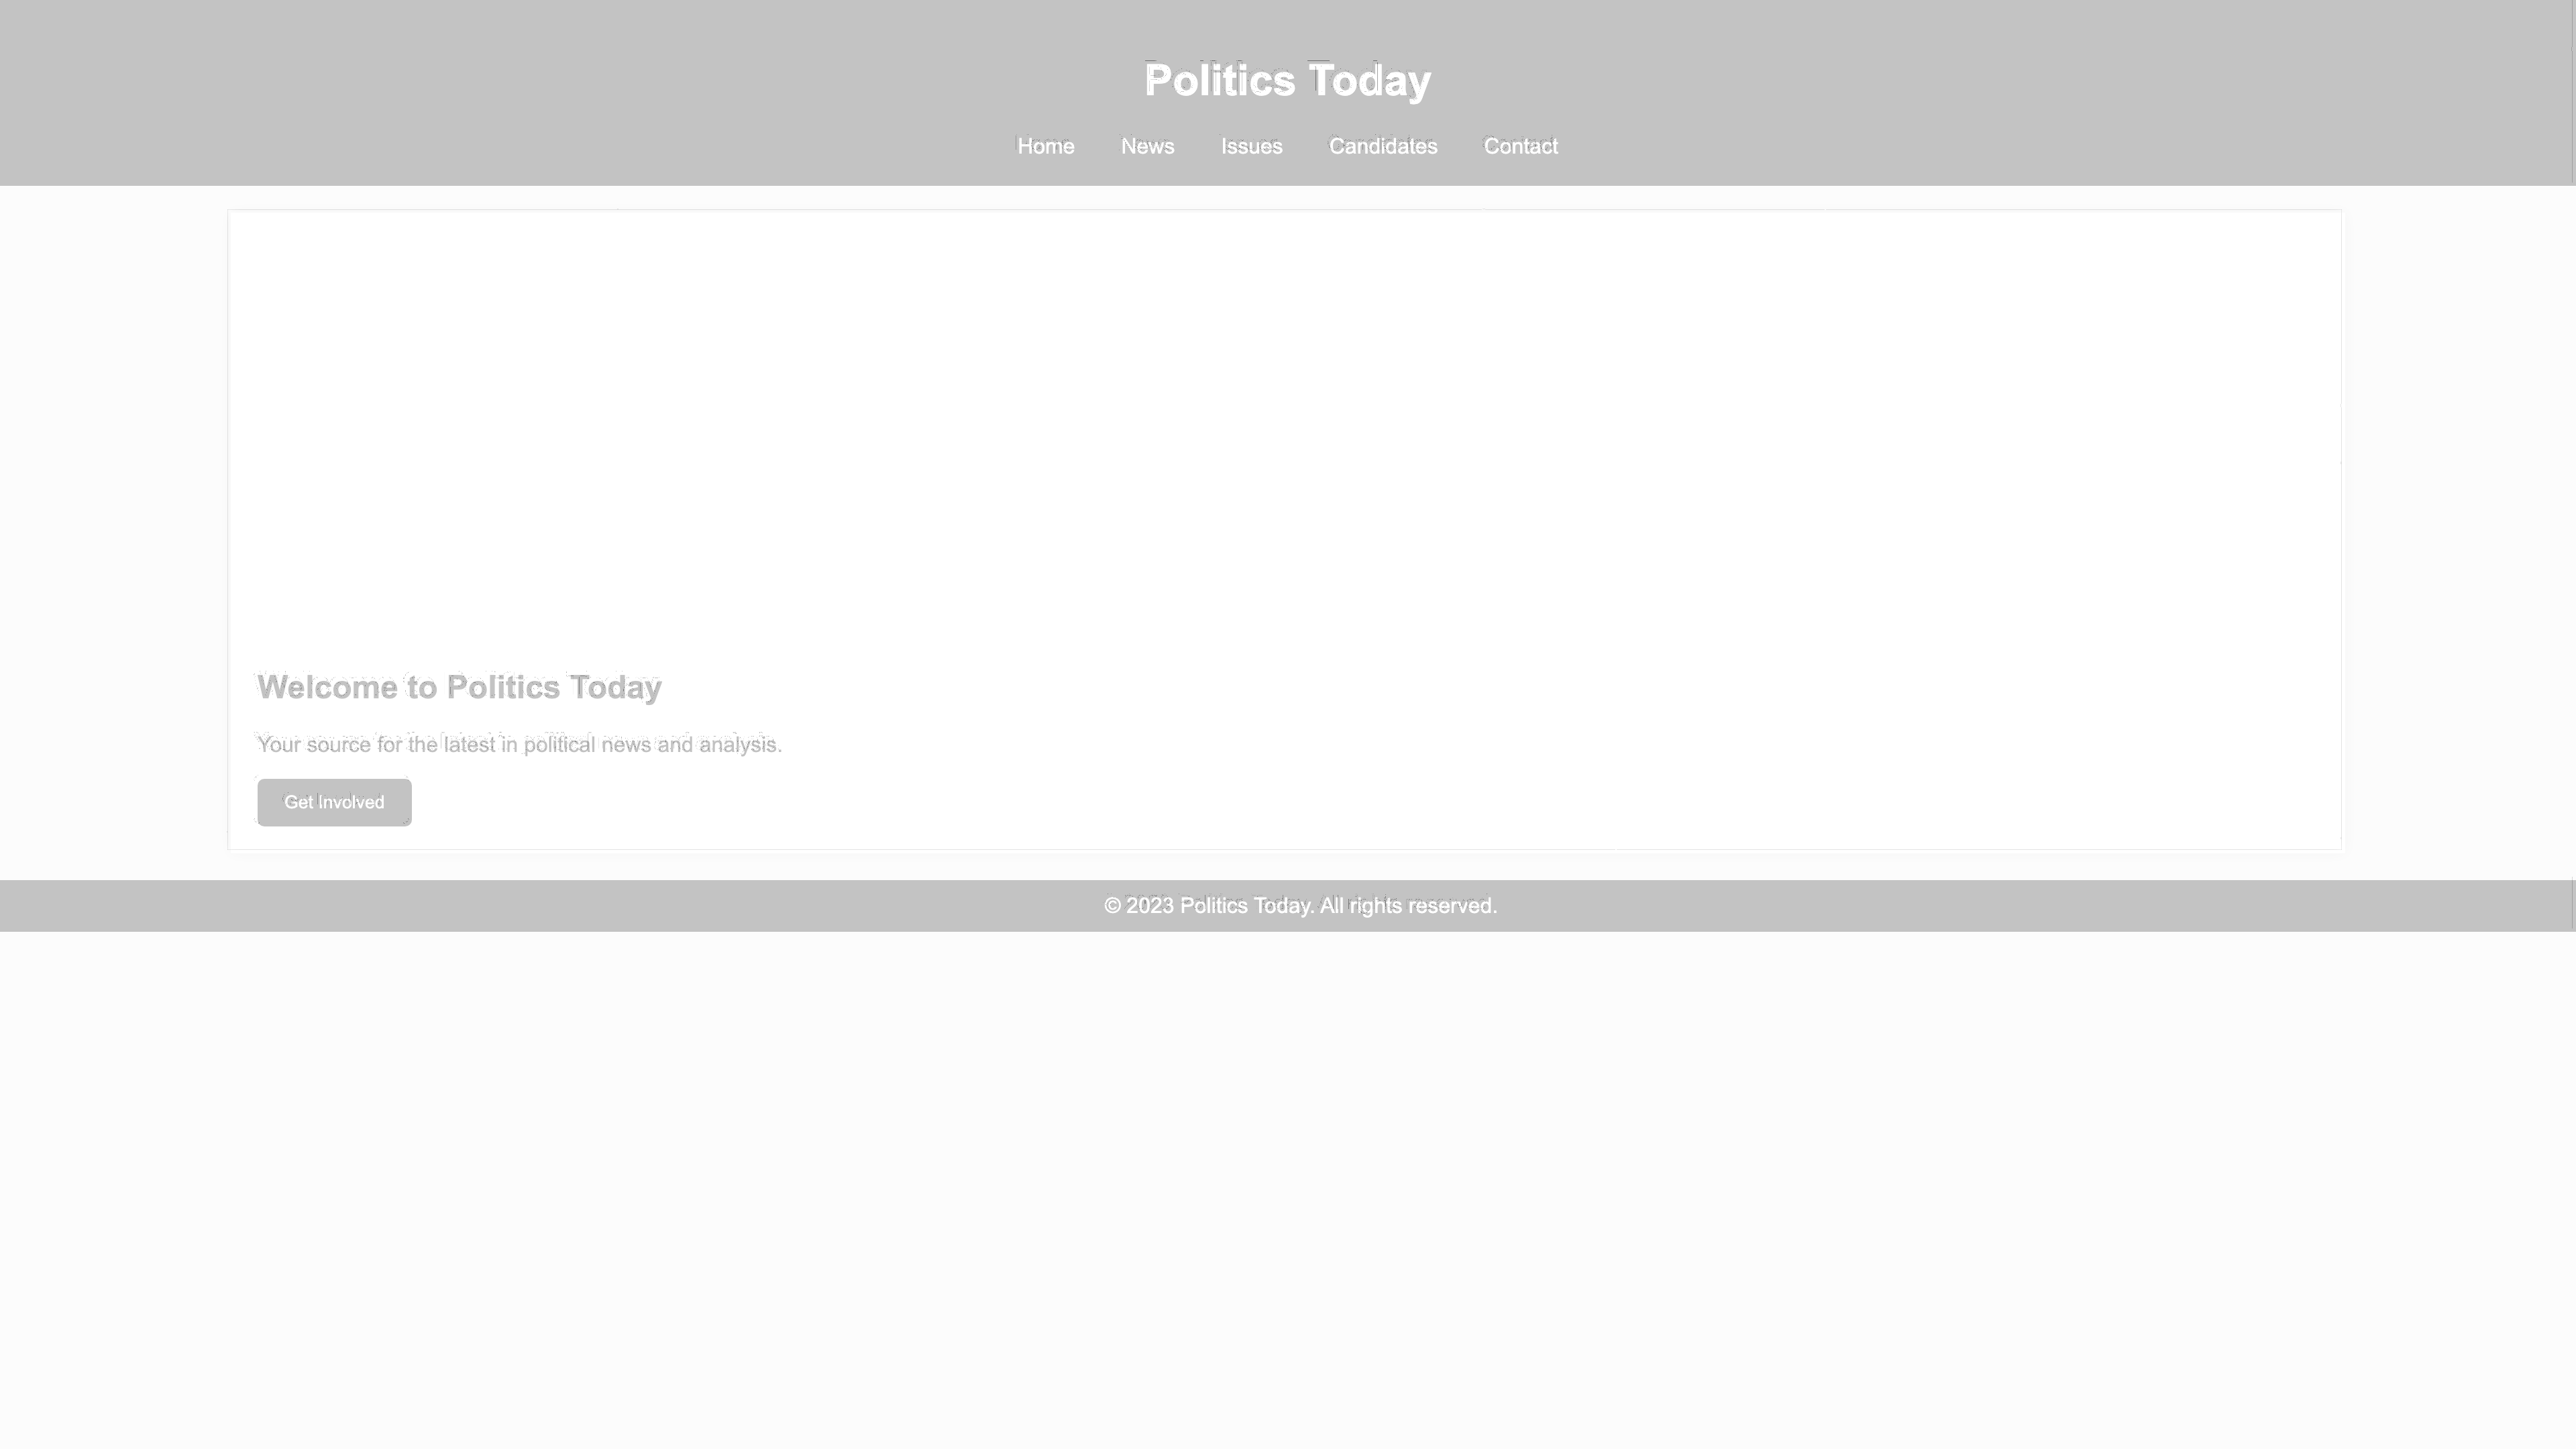 Politics Today
Home News Issues Candidates Contact
Welcome to Politics Today
Your source for the latest in political news and analysis.
Get Involved
© 2023 Politics Today. All rights reserved.